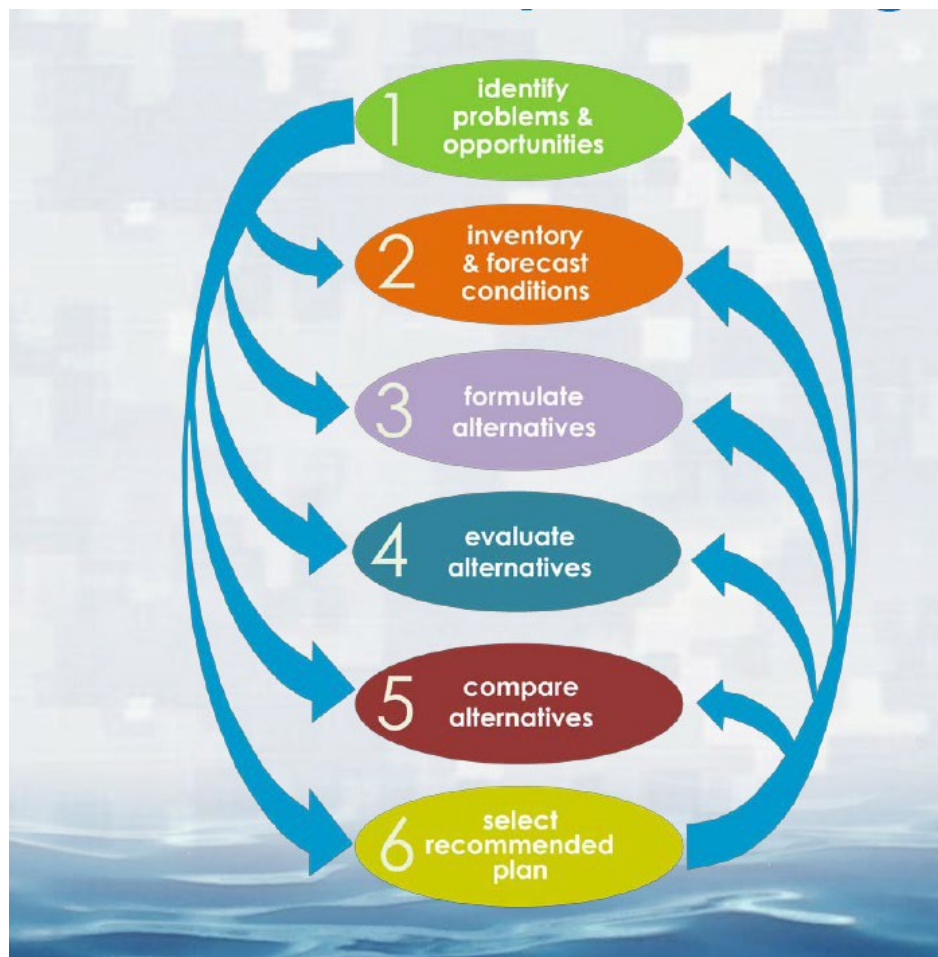 1
identify
problems &
opportunities
2
inventory
& forecast
conditions
3
formulate
alternatives
4
evaluate
alternatives
5
compare
alternatives
6
select
recommended
plan